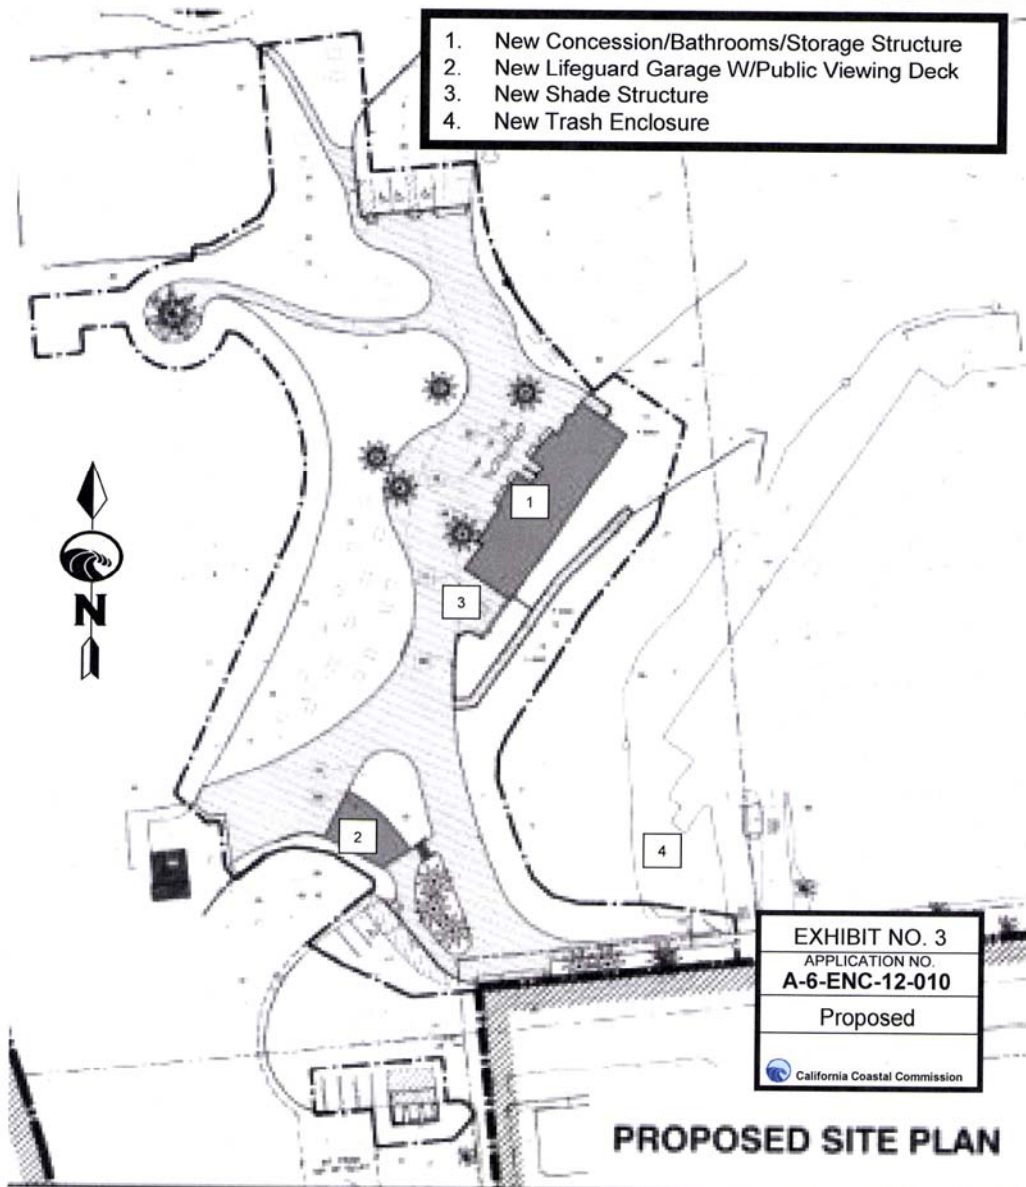 1. New Concession/Bathrooms/Storage Structure
2. New Lifeguard Garage W/Public Viewing Deck
3. New Shade Structure
4. New Trash Enclosure
1
N
3
2
4
EXHIBIT NO. 3
APPLICATION NO.
A-6-ENC-12-010
Proposed
California Coastal Commission
PROPOSED SITE PLAN